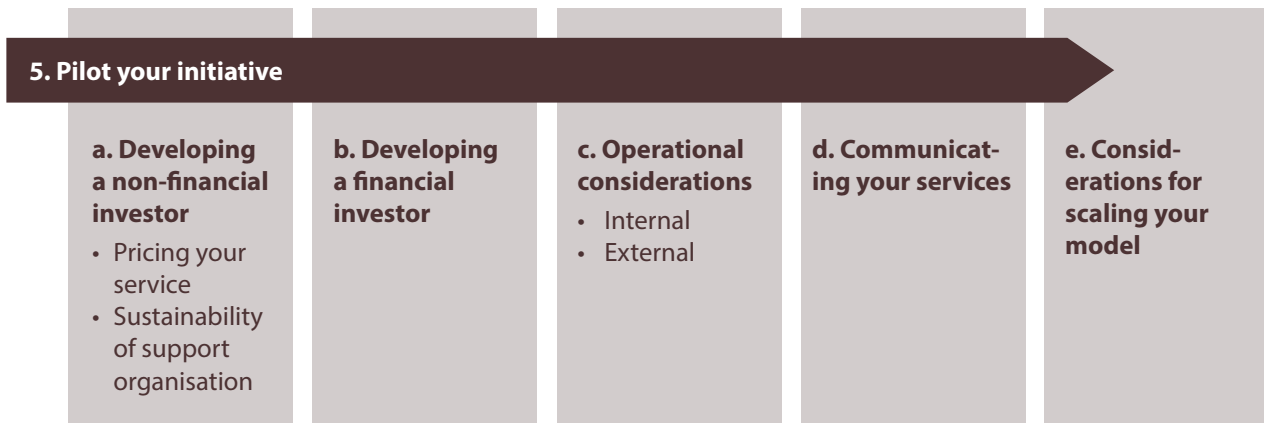 5. Pilot your initiative
a. Developing
a non-financial
investor
• Pricing your
service
• Sustainability
of support
organisation
b. Developing
a financial
investor
c. Operational
considerations
• Internal
• External
d. Communicat-
ing your services
e. Consid-
erations for
scaling your
model